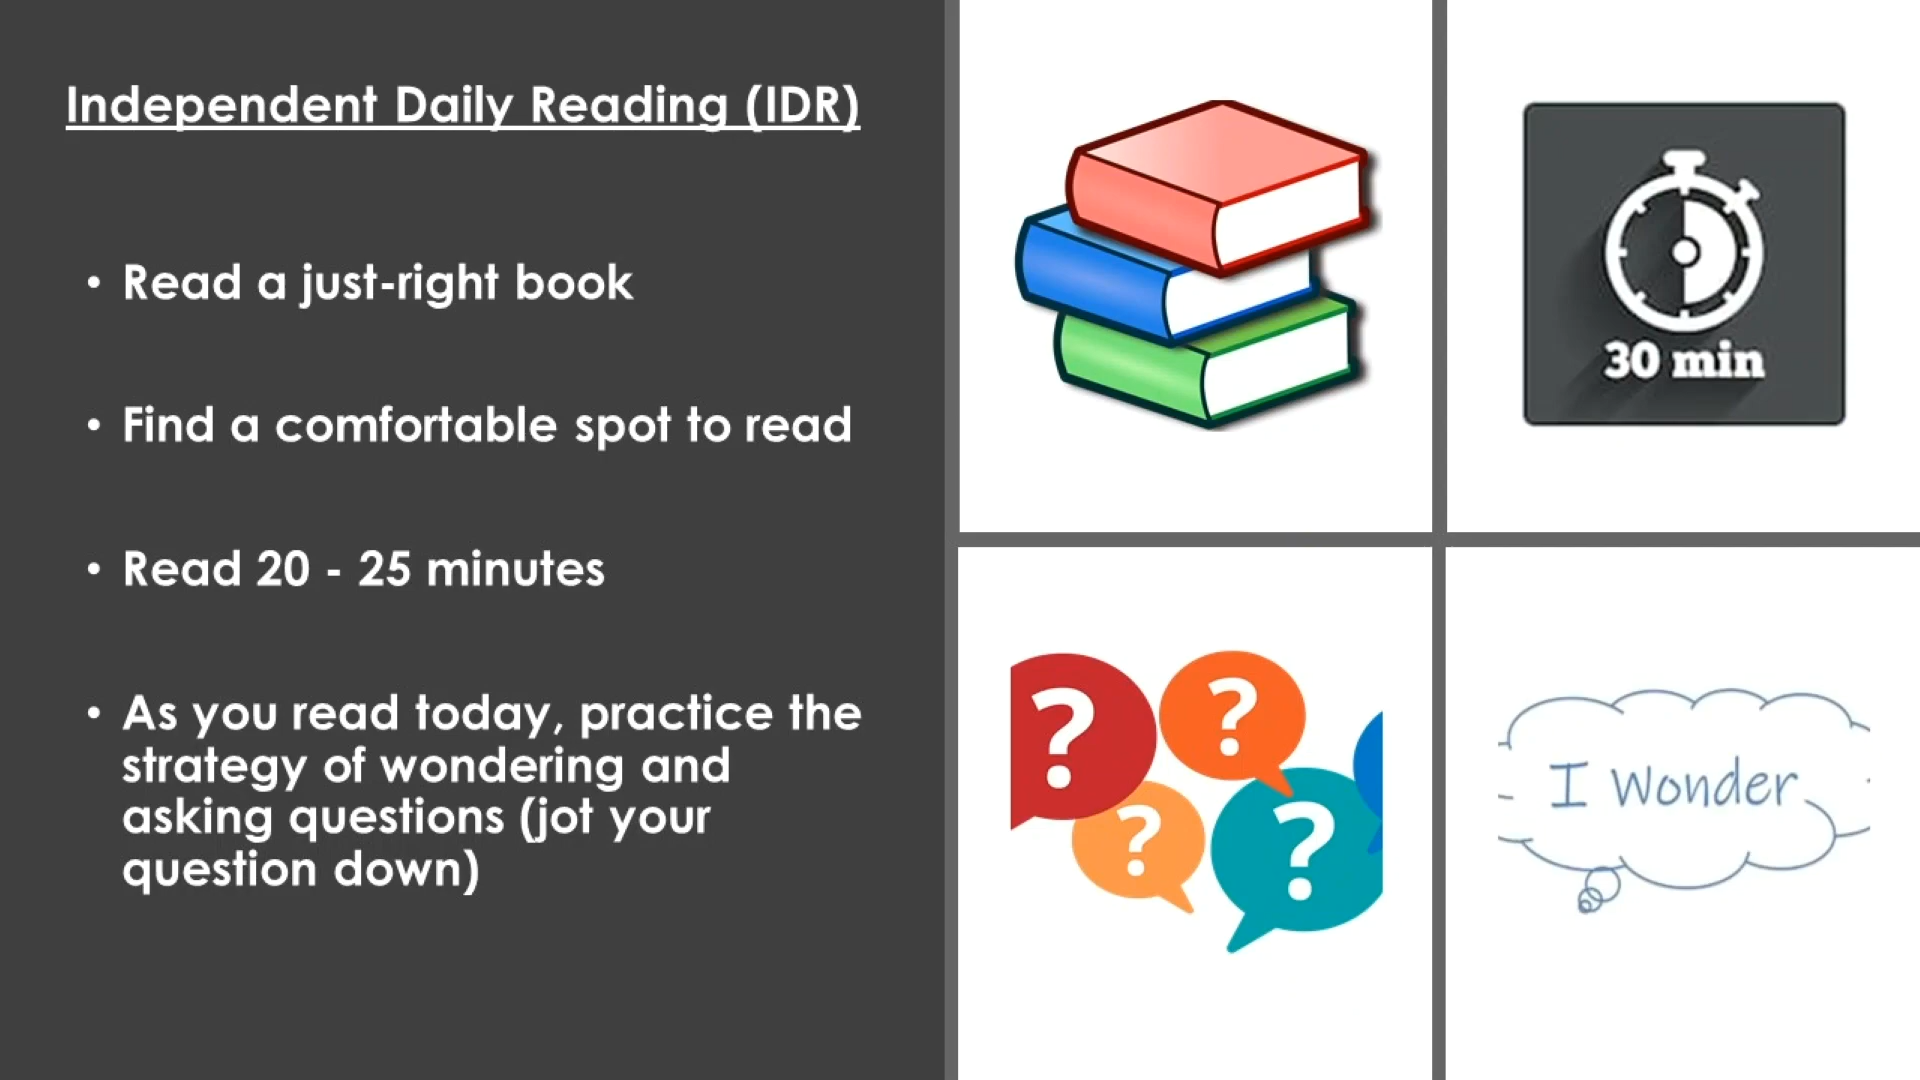 Independent Daily Reading (IDR)
• Read a just-right book
• Find a comfortable spot to read
• Read 20 - 25 minutes
• As you read today, practice the
strategy of wondering and
asking questions (jot your
question down)
30 min
? ? ? ?
I Wonder